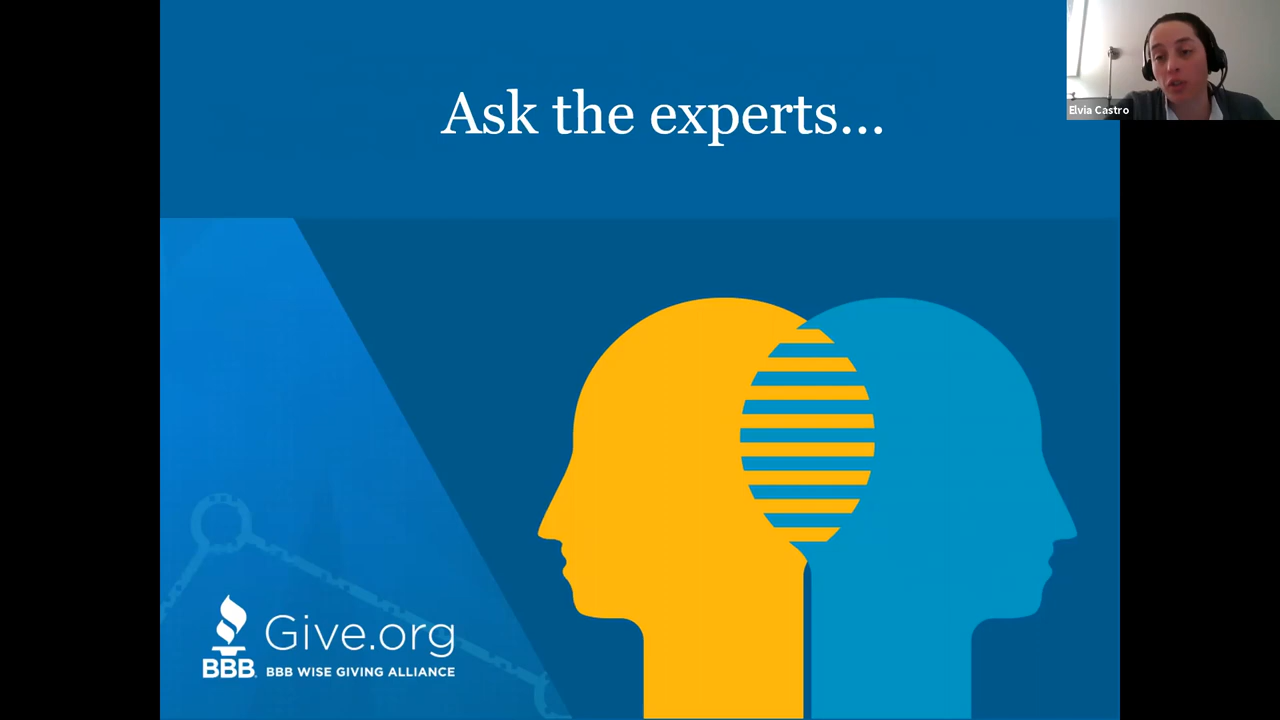 Ask the experts...
Elvia Castro
Give.org
BBB
BBB WISE GIVING ALLIANCE